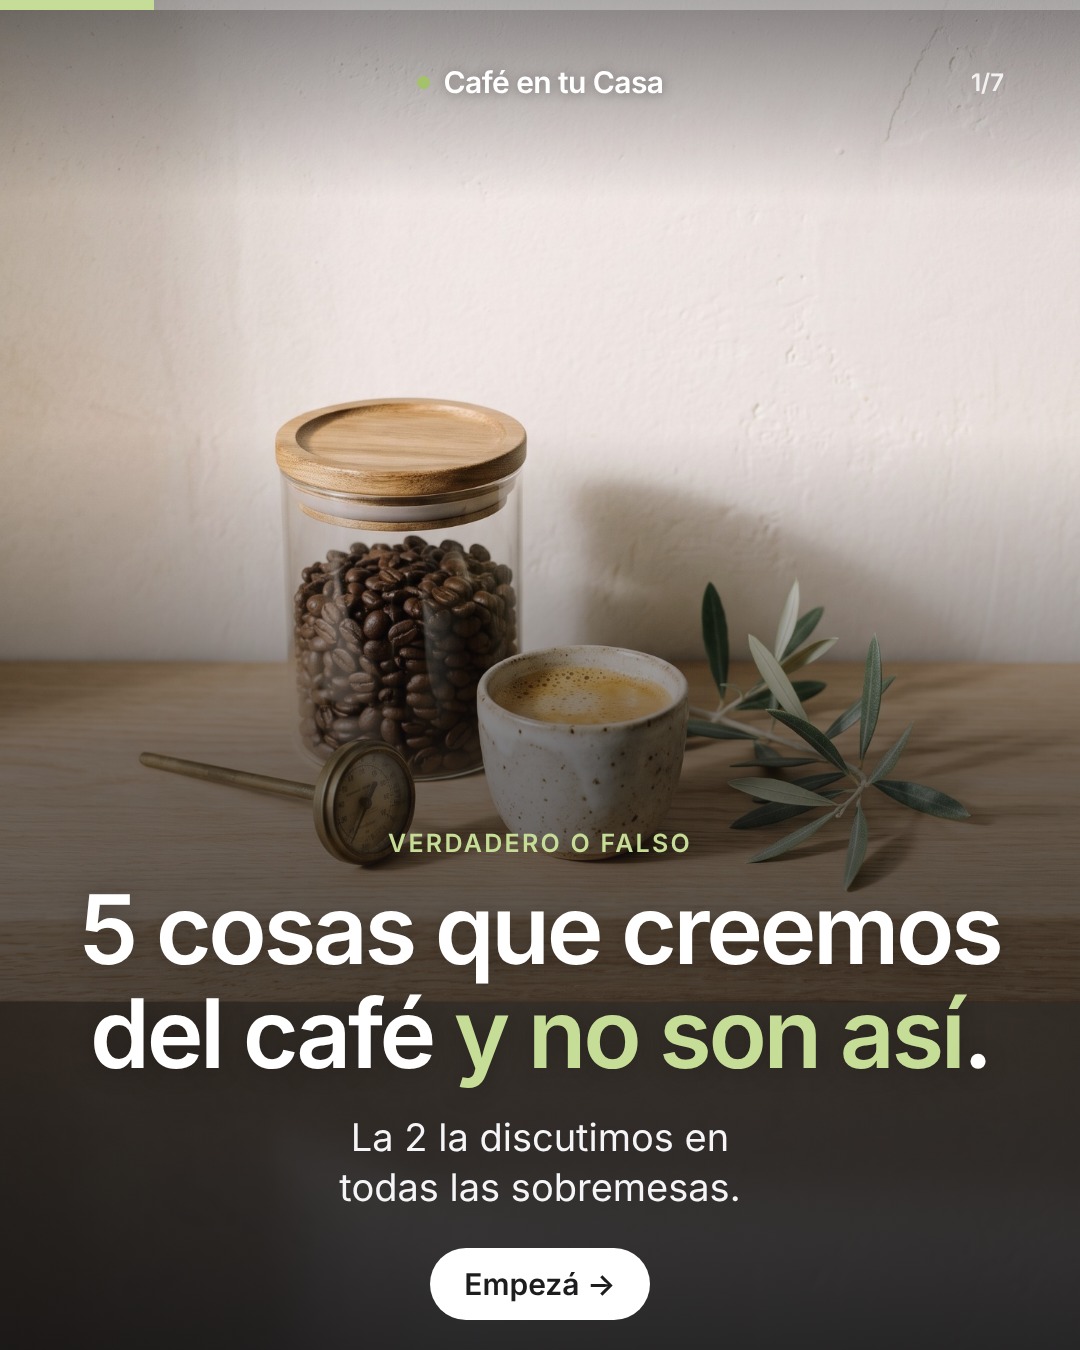 Café en tu Casa
1/7
VERDADERO O FALSO
5 cosas que creemos
del café y no son así.
La 2 la discutimos en
todas las sobremesas.
Empezá →